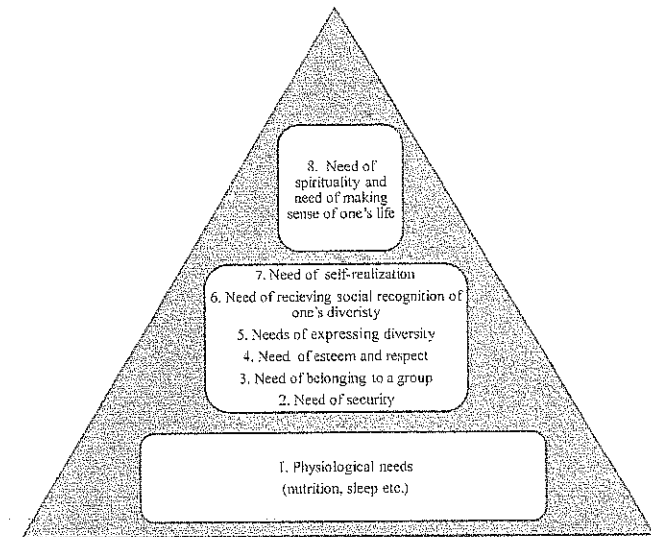 8. Need of
spirituality and
need of making
sense of one's life
7. Need of self-realization
6. Need of recieving social recognition of
one's diveristy
5. Needs of expressing diversity
4. Need of esteem and respect
3. Need of belonging to a group
2. Need of security
1. Physiological needs
(nutrition, sleep etc.)